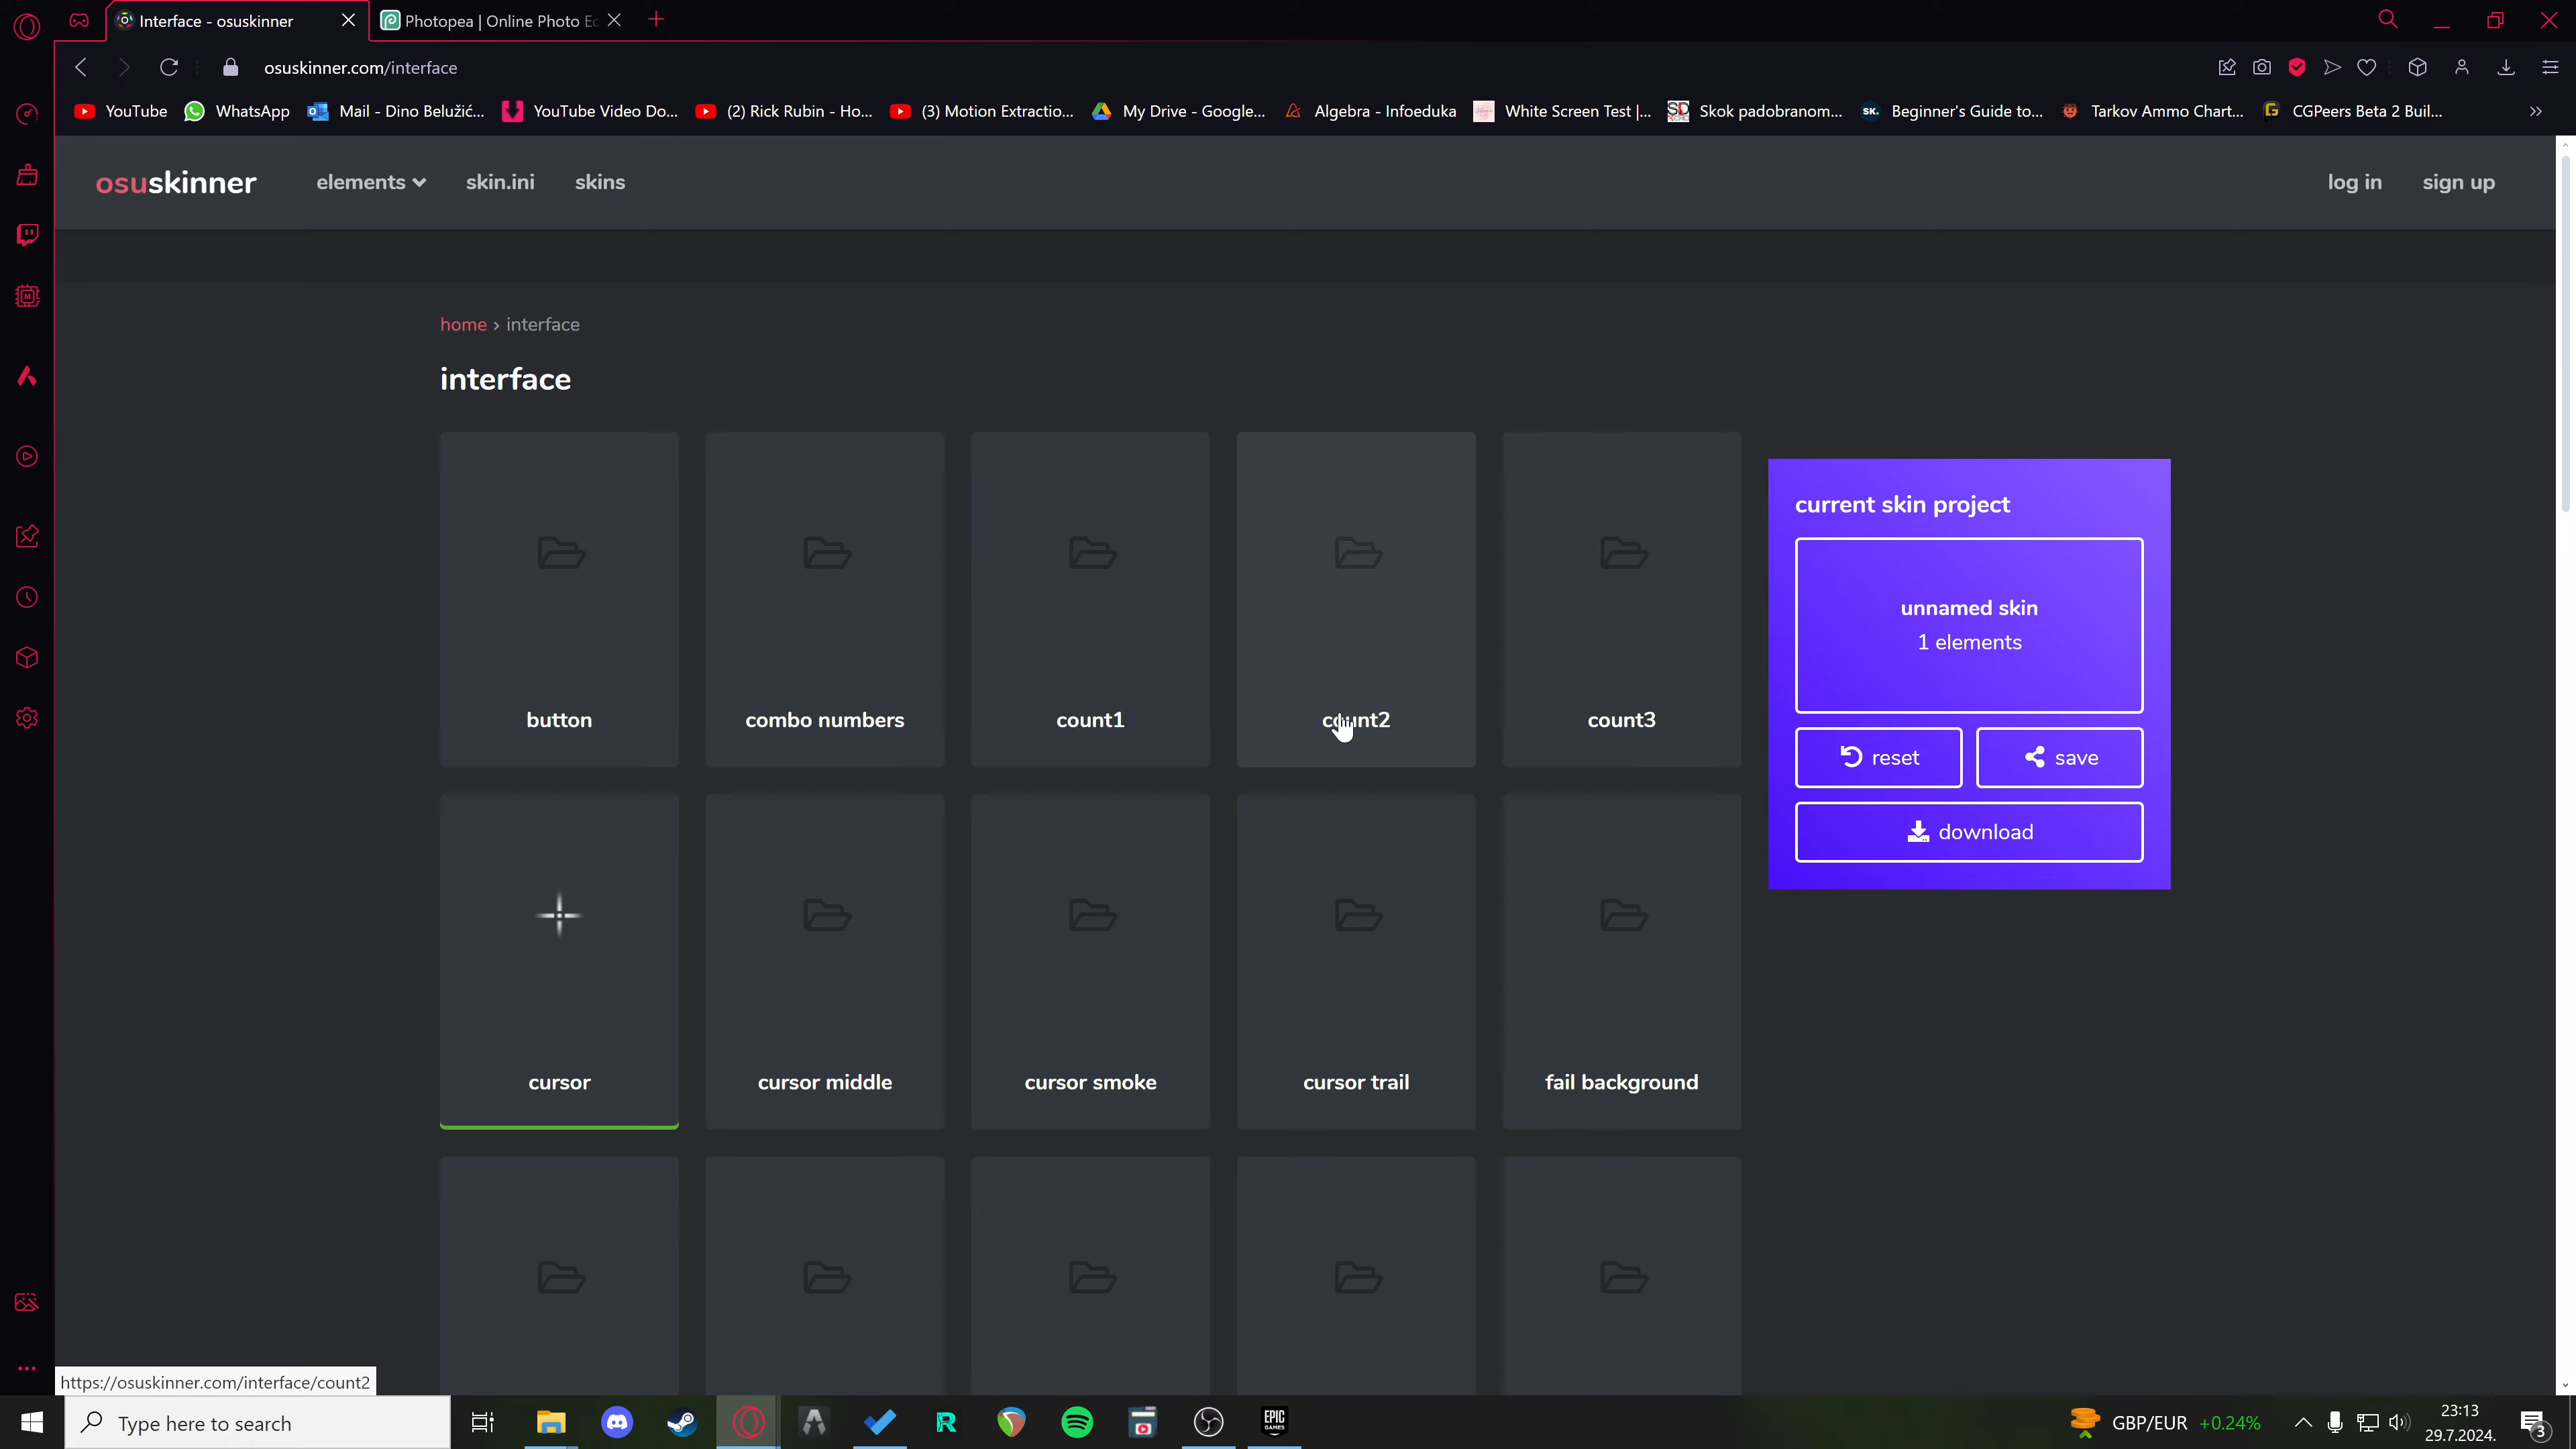 Interface - osuskinner
Photopea | Online Photo Ed
osuskinner.com/interface
YouTube
WhatsApp
Mail - Dino Belužić...
YouTube Video Do...
(2) Rick Rubin - Ho...
(3) Motion Extractio...
My Drive - Google...
Algebra - Infoeduka
White Screen Test |...
Skok padobranom...
SK.
Beginner's Guide to...
Tarkov Ammo Chart...
CGPeers Beta 2 Buil...
osuskinner
elements
skin.ini
skins
log in
sign up
home › interface
interface
button
combo numbers
count1
count2
count3
current skin project
unnamed skin
1 elements
reset
save
download
cursor
cursor middle
cursor smoke
cursor trail
fail background
https://osuskinner.com/interface/count2
Type here to search
EPIC
GAMES
GBP/EUR +0.24%
23:13
29.7.2024.
3